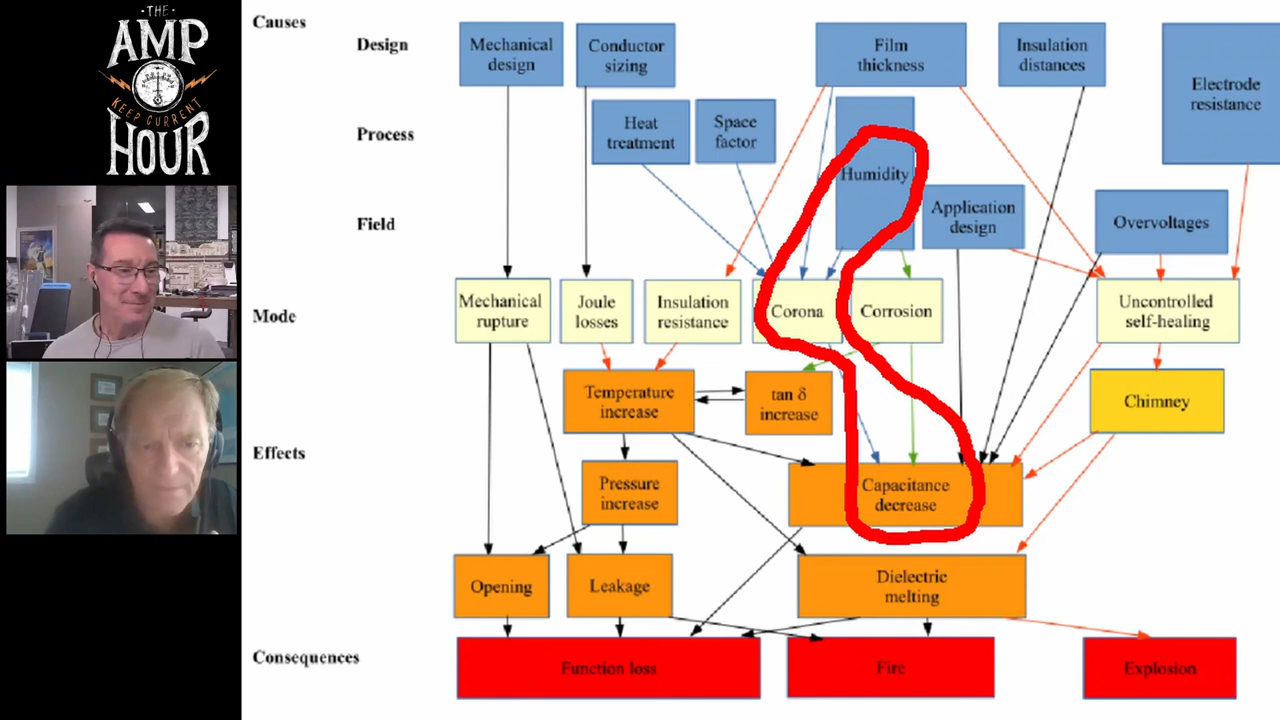 ·THE·
AMP
KEEP CURRENT
HOUR
Causes
Design
Mechanical
design
Conductor
sizing
Film
thickness
Insulation
distances
Electrode
resistance
Process
Heat
treatment
Space
factor
Humidity
Field
Application
design
Overvoltages
Mode
Mechanical
rupture
Joule
losses
Insulation
resistance
Corona
Corrosion
Uncontrolled
self-healing
Effects
Temperature
increase
tan δ
increase
Chimney
Pressure
increase
Capacitance
decrease
Opening
Leakage
Dielectric
melting
Consequences
Function loss
Fire
Explosion